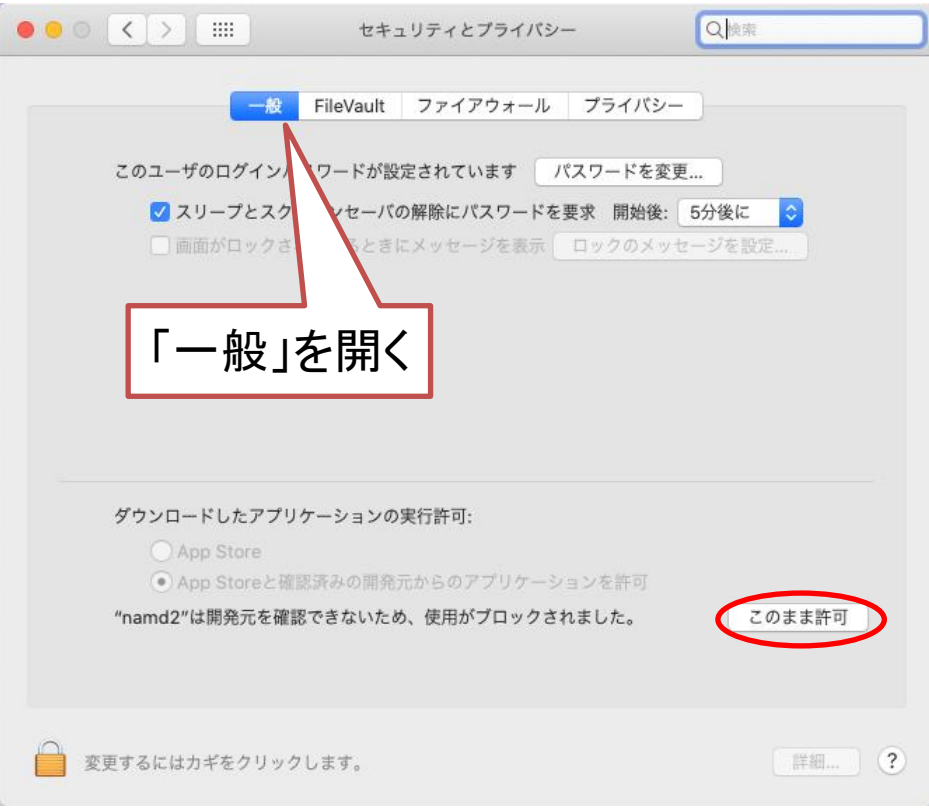 セキュリティとプライバシー
検索
一般 FileVault ファイアウォール プライバシー
このユーザのログインパスワードが設定されています パスワードを変更...
スリープとスク ンセーバの解除にパスワードを要求 開始後: 5分後に
画面がロックさ るときにメッセージを表示 ロックのメッセージを設定...
「一般」を開く
ダウンロードしたアプリケーションの実行許可:
App Store
App Storeと確認済みの開発元からのアプリケーションを許可
“namd2”は開発元を確認できないため、使用がブロックされました。 このまま許可
変更するにはカギをクリックします。 詳細... ?